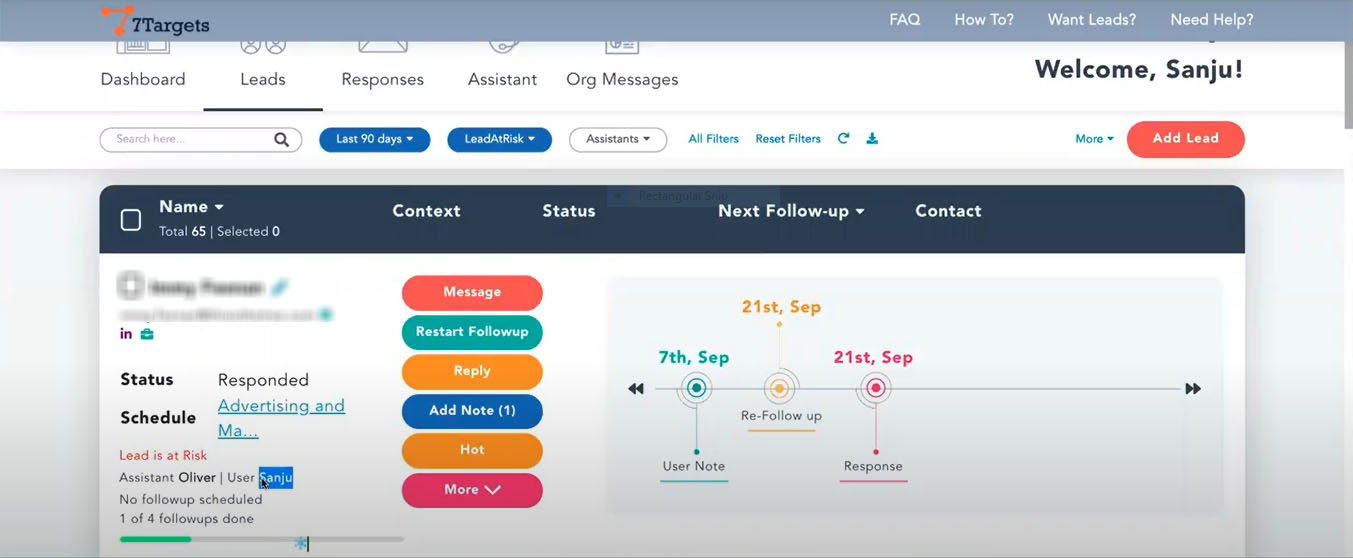 7Targets
FAQ How To? Want Leads? Need Help?
Dashboard Leads Responses Assistant Org Messages
Welcome, Sanju!
Search here... Last 90 days LeadAtRisk Assistants All Filters Reset Filters More Add Lead
Rectangular Snip
Name Context Status Next Follow-up Contact
Total 65 | Selected 0
in
Status Responded
Schedule Advertising and
Ma...
Lead is at Risk
Assistant Oliver | User Sanju
No followup scheduled
1 of 4 followups done
Message
Restart Followup
Reply
Add Note (1)
Hot
More
21st, Sep
7th, Sep 21st, Sep
Re-Follow up
User Note Response